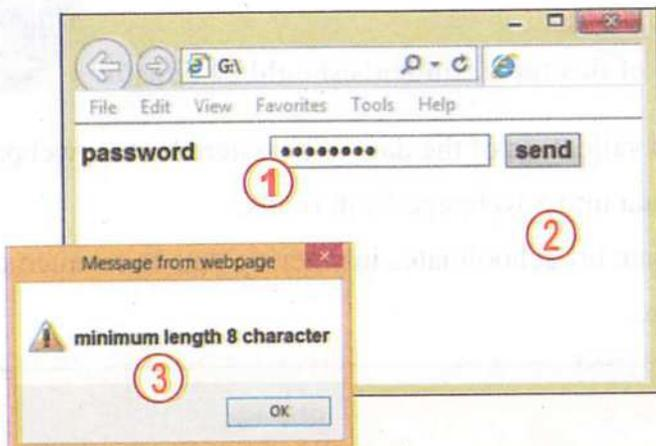 G:\
File Edit View Favorites Tools Help
password •••••••• send
1
2
Message from webpage
minimum length 8 character
3
OK